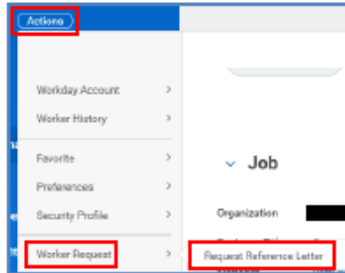 Actions
Workday Account
Worker History
Favorite
Job
Preferences
Security Profile
Organization
Worker Request
Request Reference Letter